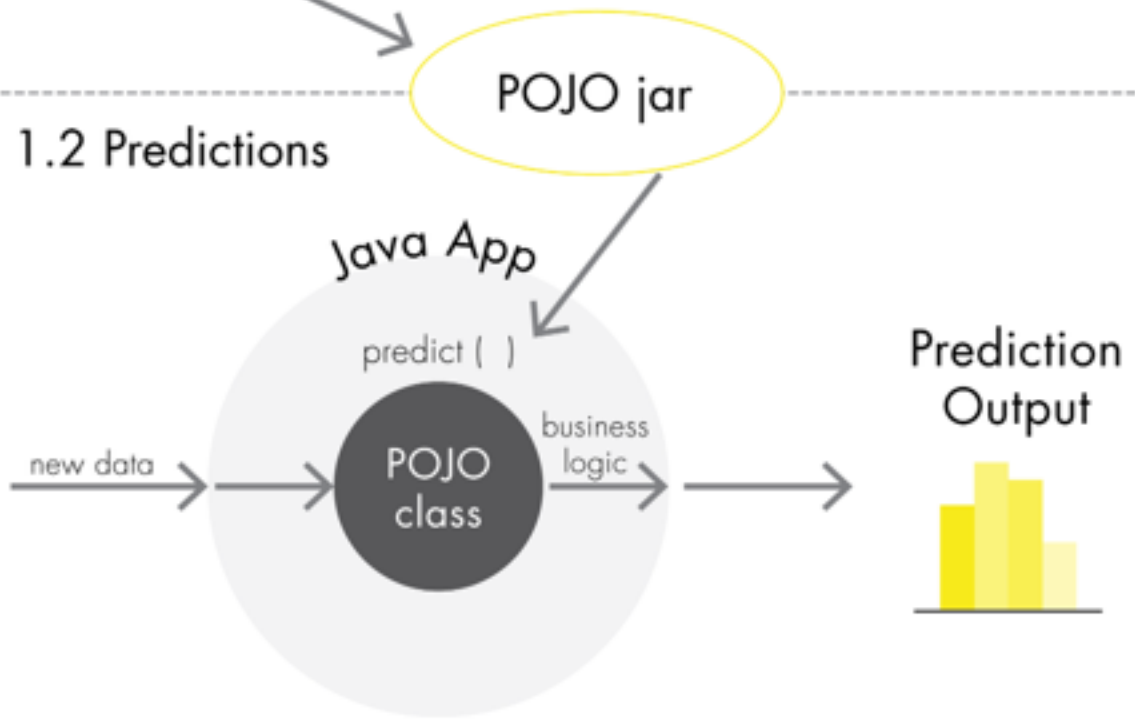 POJO jar
1.2 Predictions
Java App
predict ( )
new data
POJO
class
business
logic
Prediction
Output